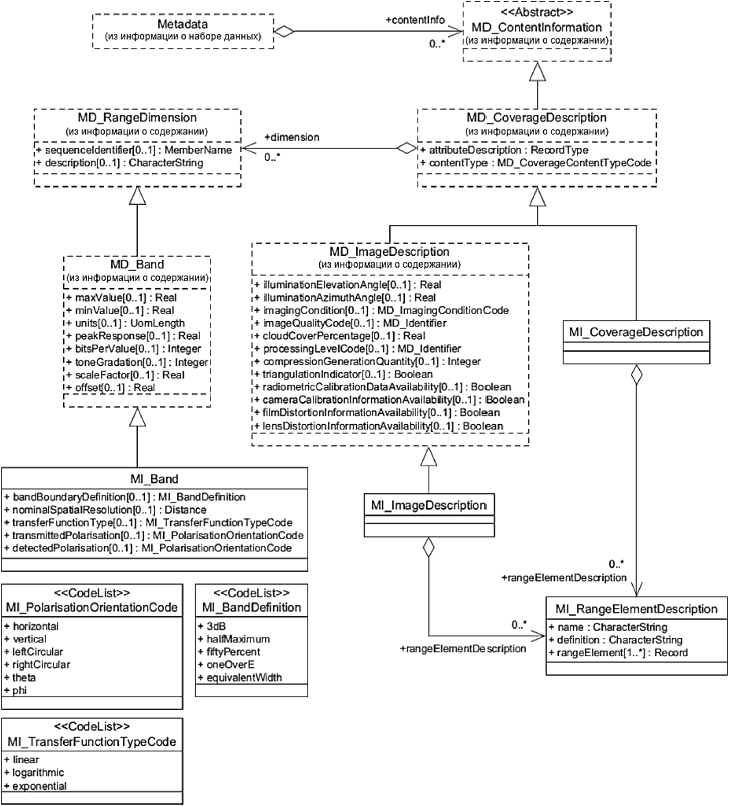 Metadata
(из информации о наборе данных)
+contentInfo
0..*
<<Abstract>>
MD_ContentInformation
(из информации о содержании)
MD_RangeDimension
(из информации о содержании)
+ sequenceIdentifier[0..1] : MemberName
+ description[0..1] : CharacterString
+dimension
0..*
MD_CoverageDescription
(из информации о содержании)
+ attributeDescription : RecordType
+ contentType : MD_CoverageContentTypeCode
MD_Band
(из информации о содержании)
+ maxValue[0..1] : Real
+ minValue[0..1] : Real
+ units[0..1] : UomLength
+ peakResponse[0..1] : Real
+ bitsPerValue[0..1] : Integer
+ toneGradation[0..1] : Integer
+ scaleFactor[0..1] : Real
+ offset[0..1] : Real
MD_ImageDescription
(из информации о содержании)
+ illuminationElevationAngle[0..1] : Real
+ illuminationAzimuthAngle[0..1] : Real
+ imagingCondition[0..1] : MD_ImagingConditionCode
+ imageQualityCode[0..1] : MD_Identifier
+ cloudCoverPercentage[0..1] : Real
+ processingLevelCode[0..1] : MD_Identifier
+ compressionGenerationQuantity[0..1] : Integer
+ triangulationIndicator[0..1] : Boolean
+ radiometricCalibrationDataAvailability[0..1] : Boolean
+ cameraCalibrationInformationAvailability[0..1] : Boolean
+ filmDistortionInformationAvailability[0..1] : Boolean
+ lensDistortionInformationAvailability[0..1] : Boolean
MI_CoverageDescription
MI_Band
+ bandBoundaryDefinition[0..1] : MI_BandDefinition
+ nominalSpatialResolution[0..1] : Distance
+ transferFunctionType[0..1] : MI_TransferFunctionTypeCode
+ transmittedPolarisation[0..1] : MI_PolarisationOrientationCode
+ detectedPolarisation[0..1] : MI_PolarisationOrientationCode
MI_ImageDescription
0..*
+rangeElementDescription
<<CodeList>>
MI_PolarisationOrientationCode
+ horizontal
+ vertical
+ leftCircular
+ rightCircular
+ theta
+ phi
<<CodeList>>
MI_BandDefinition
+ 3dB
+ halfMaximum
+ fiftyPercent
+ oneOverE
+ equivalentWidth
0..*
+rangeElementDescription
MI_RangeElementDescription
+ name : CharacterString
+ definition : CharacterString
+ rangeElement[1..*] : Record
<<CodeList>>
MI_TransferFunctionTypeCode
+ linear
+ logarithmic
+ exponential